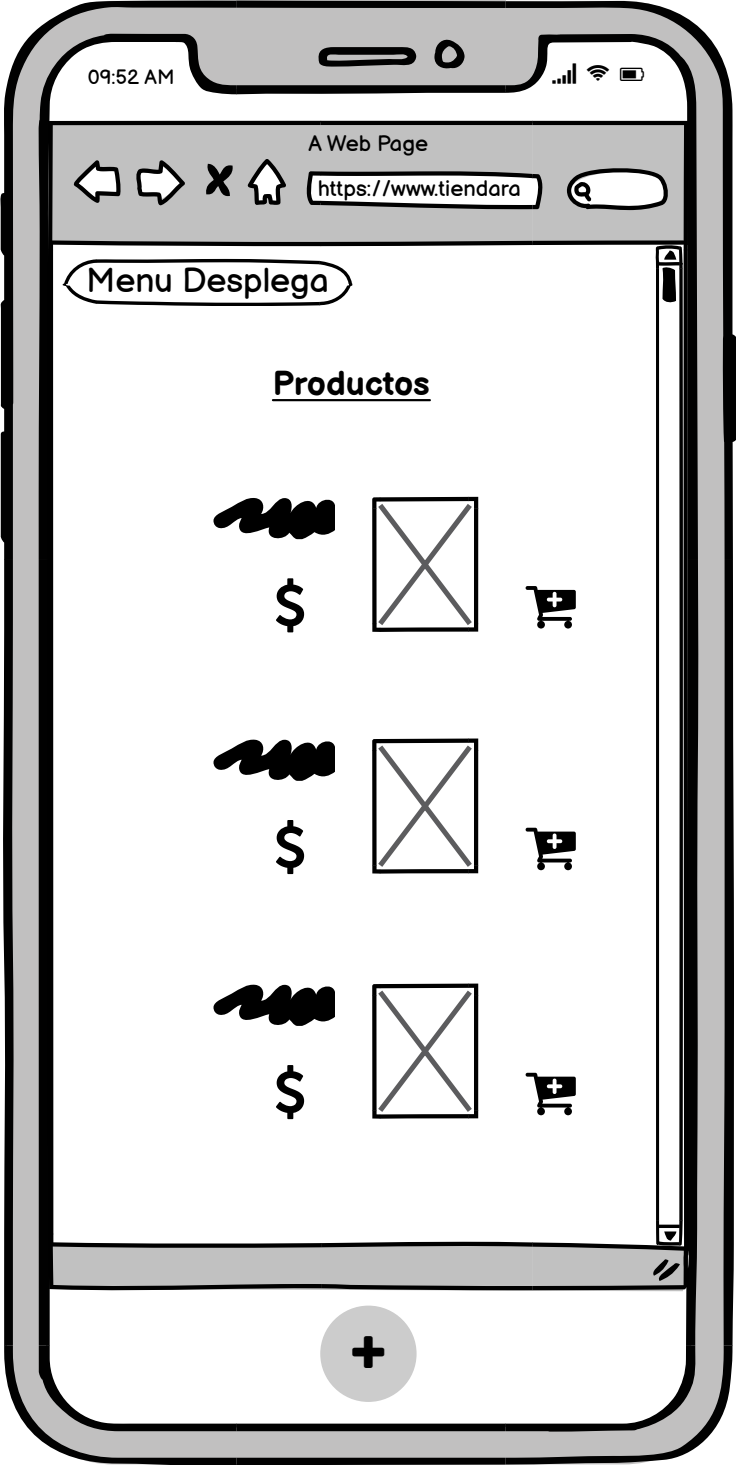 09:52 AM
A Web Page
https://www.tiendara
Menu Desplega
Productos
$
$
$